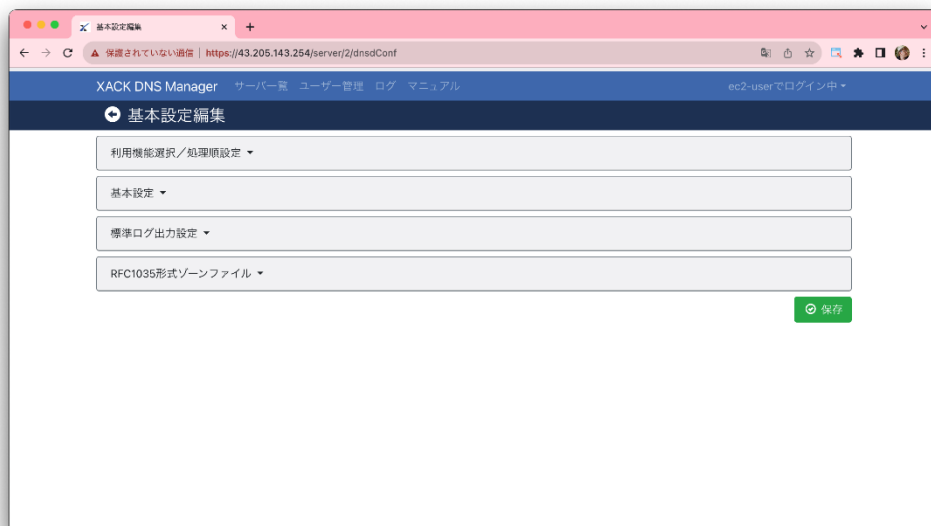 基本設定編集
保護されていない通信 | https://43.205.143.254/server/2/dnsdConf
XACK DNS Manager サーバ一覧 ユーザー管理 ログ マニュアル ec2-userでログイン中
基本設定編集
利用機能選択／処理順設定
基本設定
標準ログ出力設定
RFC1035形式ゾーンファイル
保存